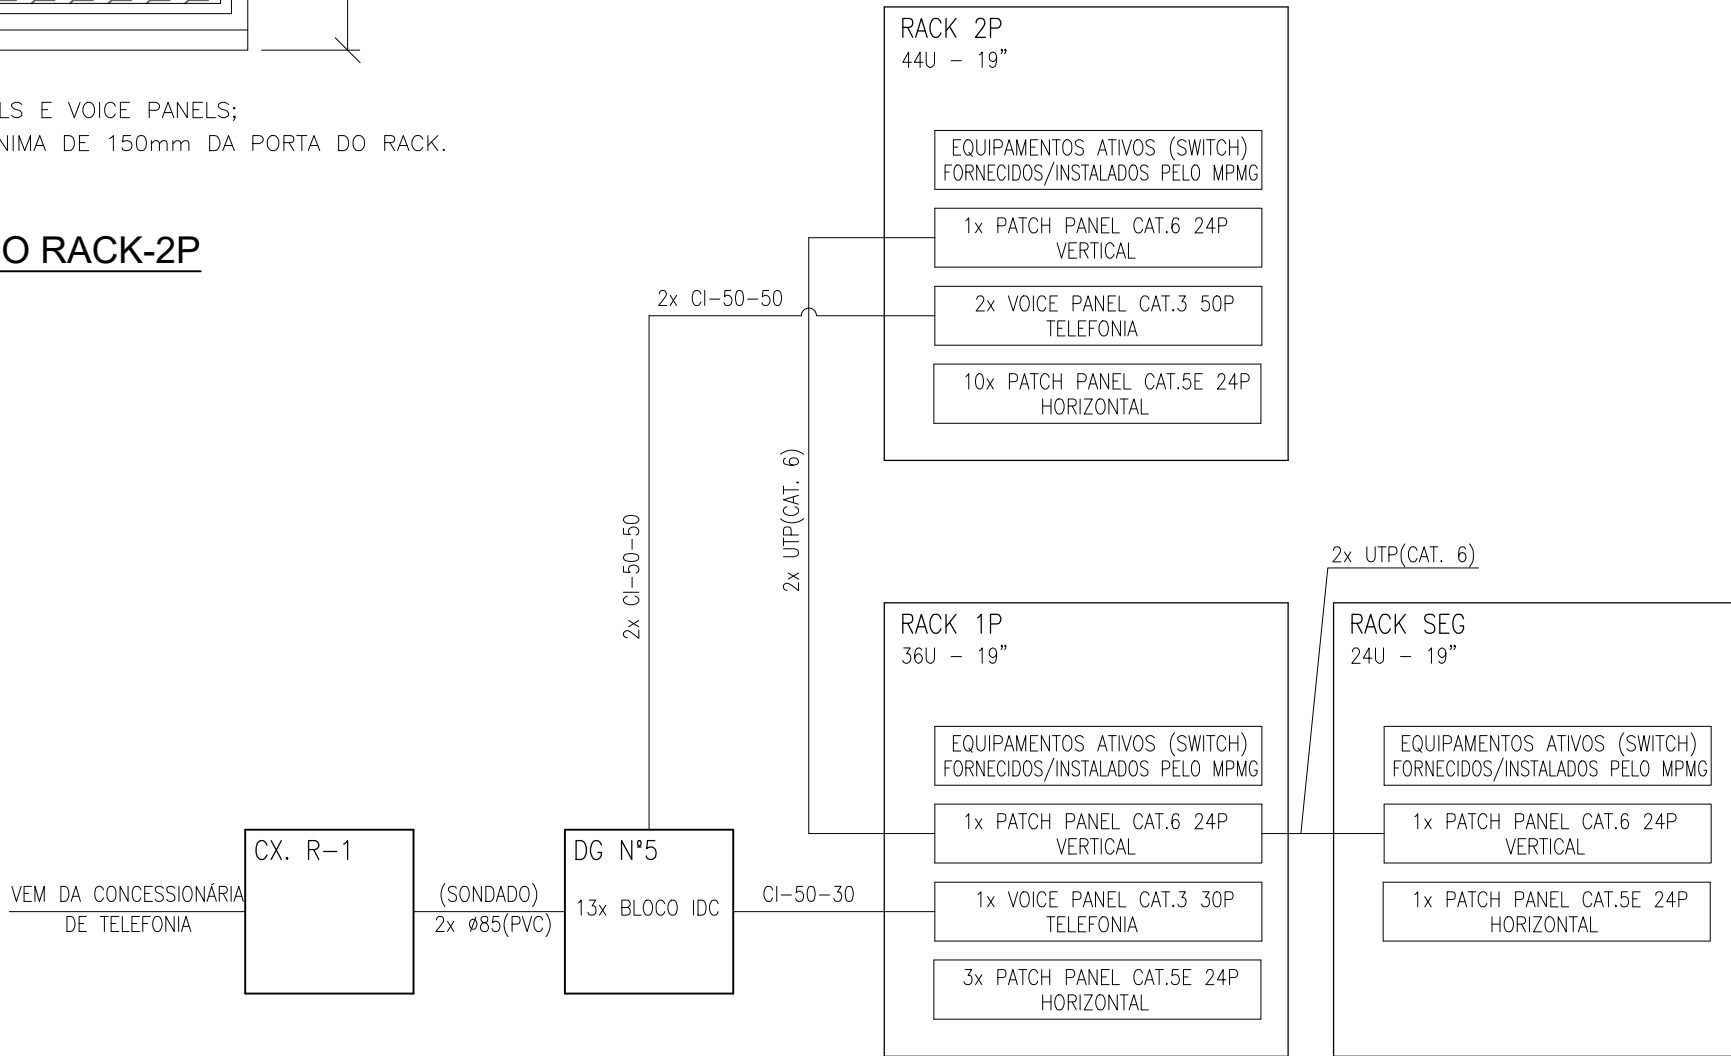 LS E VOICE PANELS;
NIMA DE 150mm DA PORTA DO RACK.
O RACK-2P
RACK 2P
44U - 19"
EQUIPAMENTOS ATIVOS (SWITCH)
FORNECIDOS/INSTALADOS PELO MPMG
1x PATCH PANEL CAT.6 24P
VERTICAL
2x VOICE PANEL CAT.3 50P
TELEFONIA
10x PATCH PANEL CAT.5E 24P
HORIZONTAL
2x CI-50-50
2x CI-50-50
2x UTP(CAT. 6)
2x UTP(CAT. 6)
RACK 1P
36U - 19"
EQUIPAMENTOS ATIVOS (SWITCH)
FORNECIDOS/INSTALADOS PELO MPMG
1x PATCH PANEL CAT.6 24P
VERTICAL
1x VOICE PANEL CAT.3 30P
TELEFONIA
3x PATCH PANEL CAT.5E 24P
HORIZONTAL
RACK SEG
24U - 19"
EQUIPAMENTOS ATIVOS (SWITCH)
FORNECIDOS/INSTALADOS PELO MPMG
1x PATCH PANEL CAT.6 24P
VERTICAL
1x PATCH PANEL CAT.5E 24P
HORIZONTAL
VEM DA CONCESSIONÁRIA
DE TELEFONIA
CX. R-1
(SONDADO)
2x ø85(PVC)
DG N°5
13x BLOCO IDC
CI-50-30